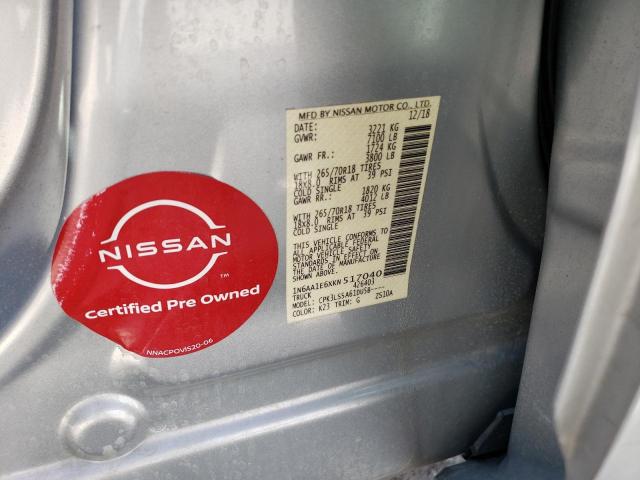 MFD BY NISSAN MOTOR CO., LTD.
DATE: 12/18
GVWR: 3221 KG
7100 LB
GAWR FR.: 1724 KG
3800 LB
WITH 265/70R18 TIRES
18X8.0 RIMS AT 39 PSI
COLD SINGLE
GAWR RR.: 1820 KG
4012 LB
WITH 265/70R18 TIRES
18X8.0 RIMS AT 39 PSI
COLD SINGLE
THIS VEHICLE CONFORMS TO
ALL APPLICABLE FEDERAL
MOTOR VEHICLE SAFETY
STANDARDS IN EFFECT ON
THE DATE OF MANUFACTURE
SHOWN ABOVE.
1N6AA1E6XKN517040
TRUCK 426403
MODEL: CPK3LSSA61DUSB-----
COLOR: K23 TRIM: G ZS10A
NISSAN
TM
Certified Pre Owned
NNACPOVIS20-06